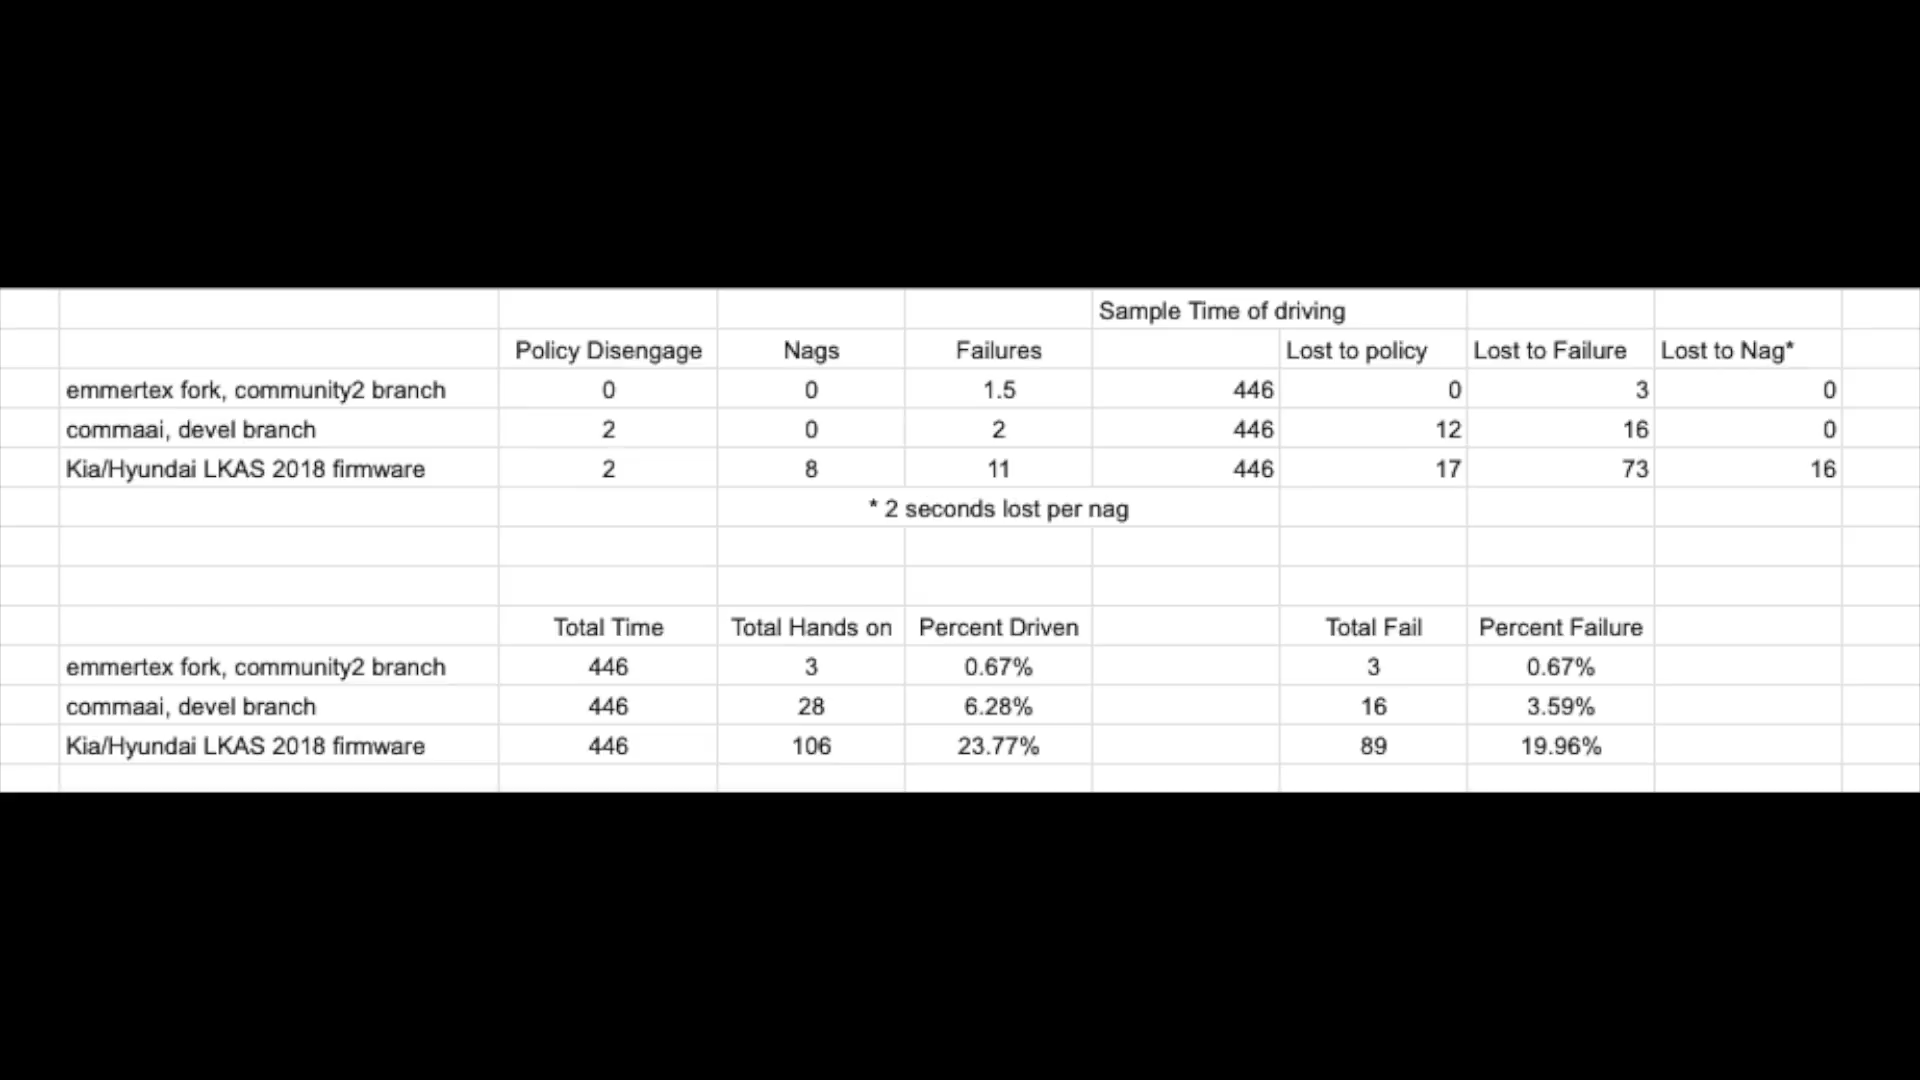 Sample Time of driving
Policy Disengage Nags Failures Lost to policy Lost to Failure Lost to Nag*
emmertex fork, community2 branch 0 0 1.5 446 0 3 0
commaai, devel branch 2 0 2 446 12 16 0
Kia/Hyundai LKAS 2018 firmware 2 8 11 446 17 73 16
* 2 seconds lost per nag
Total Time Total Hands on Percent Driven Total Fail Percent Failure
emmertex fork, community2 branch 446 3 0.67% 3 0.67%
commaai, devel branch 446 28 6.28% 16 3.59%
Kia/Hyundai LKAS 2018 firmware 446 106 23.77% 89 19.96%